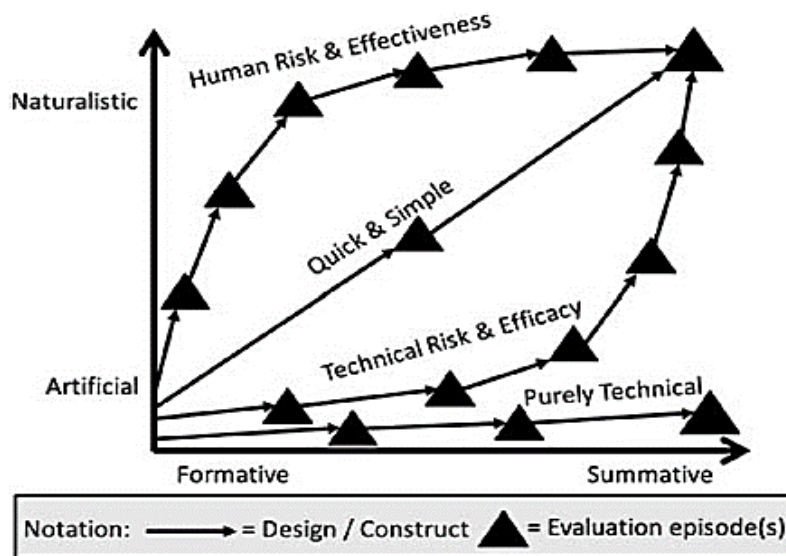 Human Risk & Effectiveness
Naturalistic
Quick & Simple
Technical Risk & Efficacy
Artificial
Purely Technical
Formative
Summative
Notation: = Design / Construct = Evaluation episode(s)